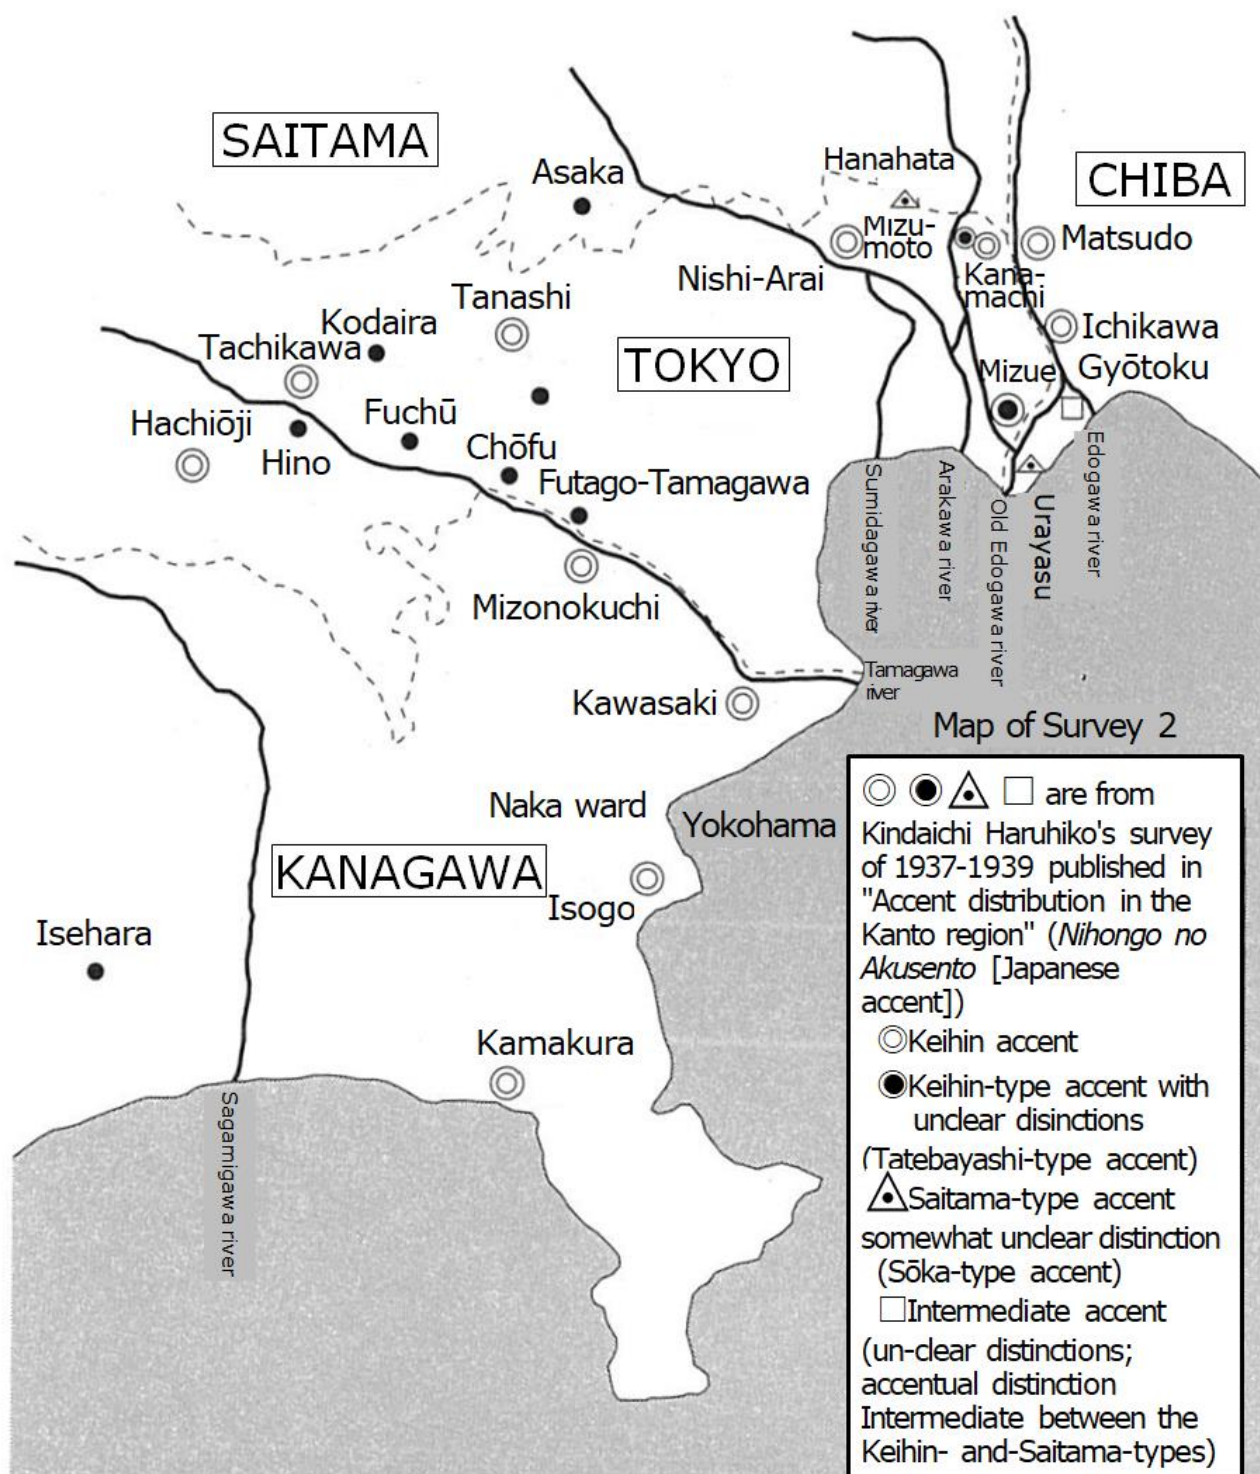 SAITAMA
Asaka
Hanahata
CHIBA
Mizu-
moto
Matsudo
Nishi-Arai
Kana-
machi
Tanashi
Kodaira
Ichikawa
Tachikawa
TOKYO
Mizue
Gyōtoku
Hachiōji
Fuchū
Hino
Chōfu
Futago-Tamagawa
Sumidagawa river
Arakawa river
Old Edogawa river
Urayasu
Edogawa river
Mizonokuchi
Tamagawa
river
Kawasaki
Map of Survey 2
Naka ward
Yokohama
KANAGAWA
Isogo
Isehara
Kamakura
Sagamigawa river
are from
Kindaichi Haruhiko's survey
of 1937-1939 published in
"Accent distribution in the
Kanto region" (Nihongo no
Akusento [Japanese
accent])
Keihin accent
Keihin-type accent with
unclear disinctions
(Tatebayashi-type accent)
Saitama-type accent
somewhat unclear distinction
(Sōka-type accent)
Intermediate accent
(un-clear distinctions;
accentual distinction
Intermediate between the
Keihin- and-Saitama-types)